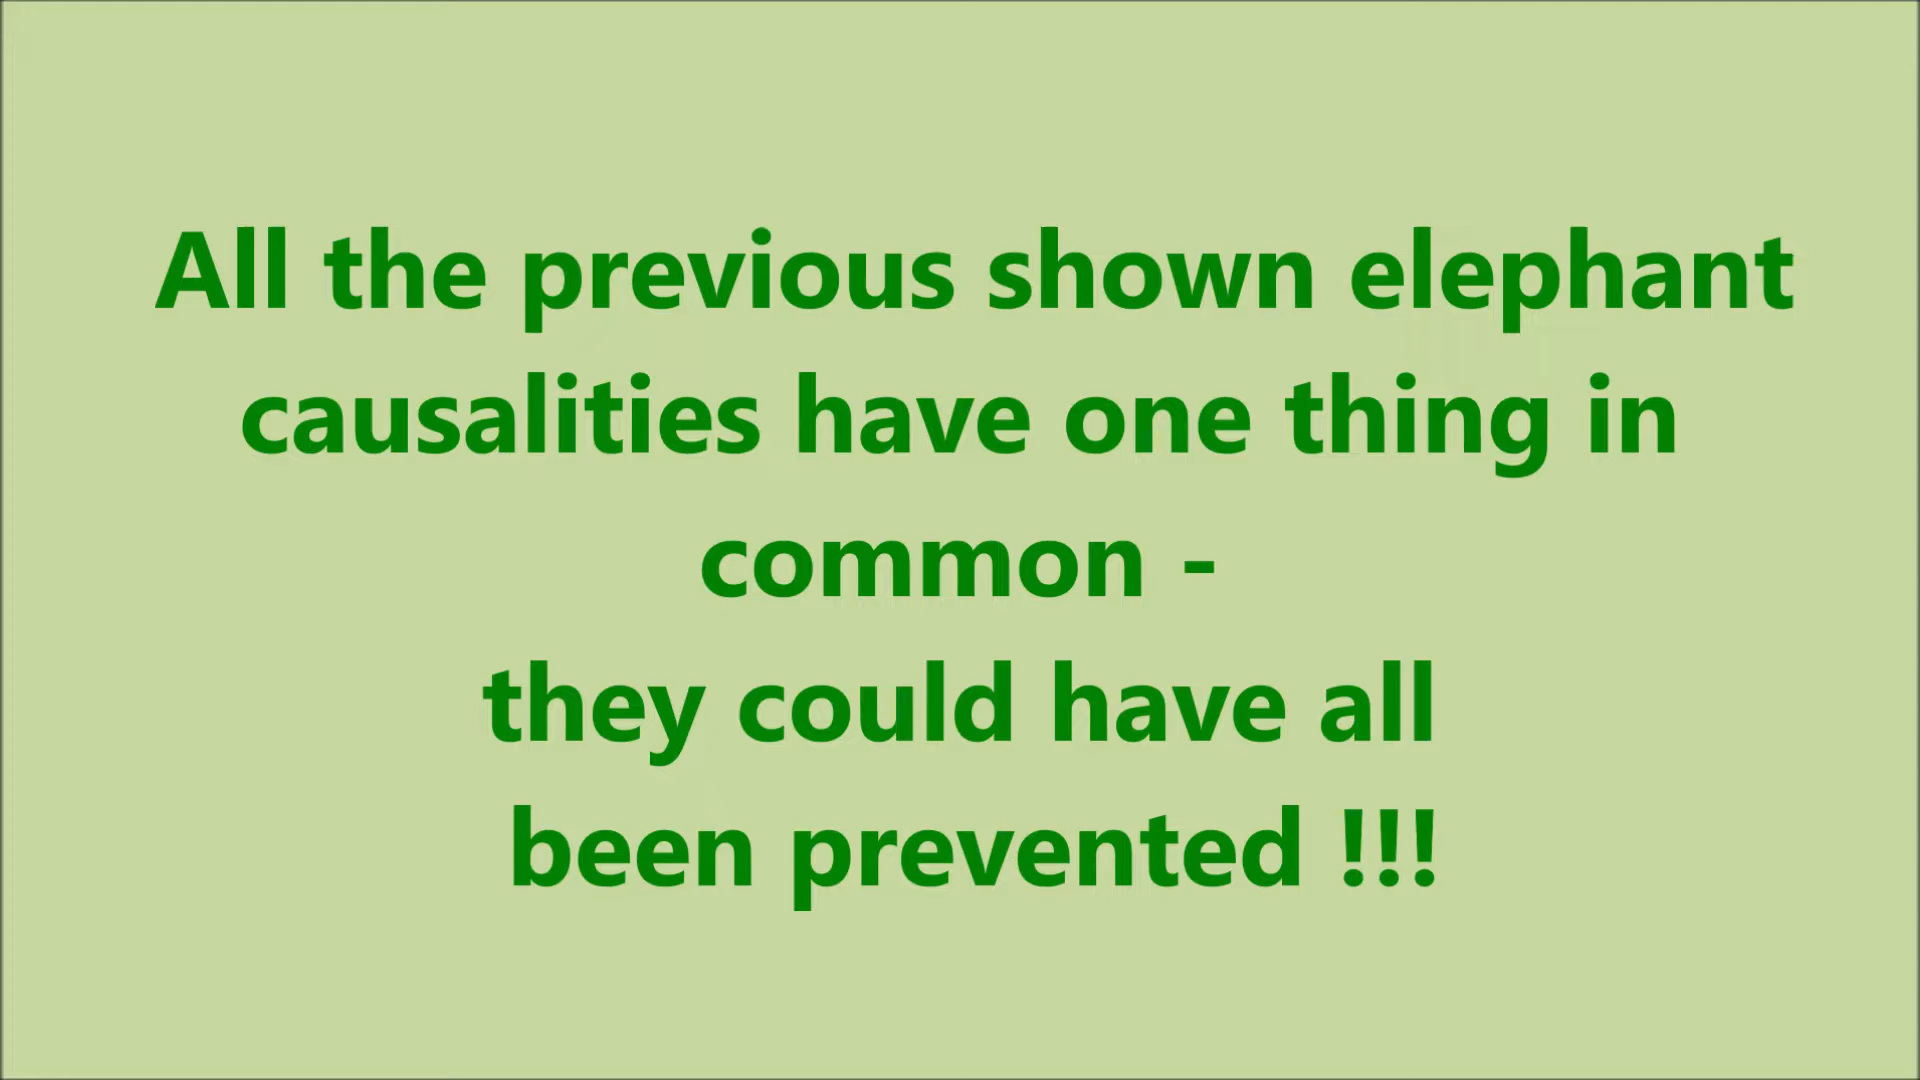 All the previous shown elephant
causalities have one thing in
common -
they could have all
been prevented !!!